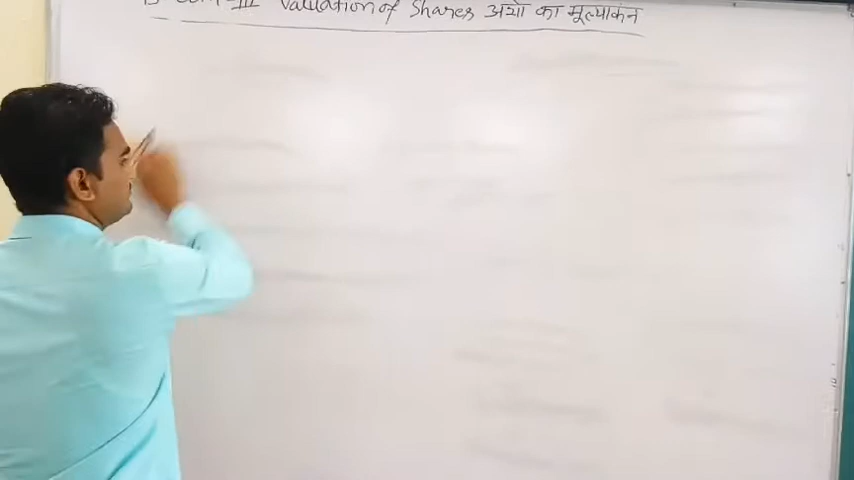 Valuation of Shares अंशो का मूल्यांकन